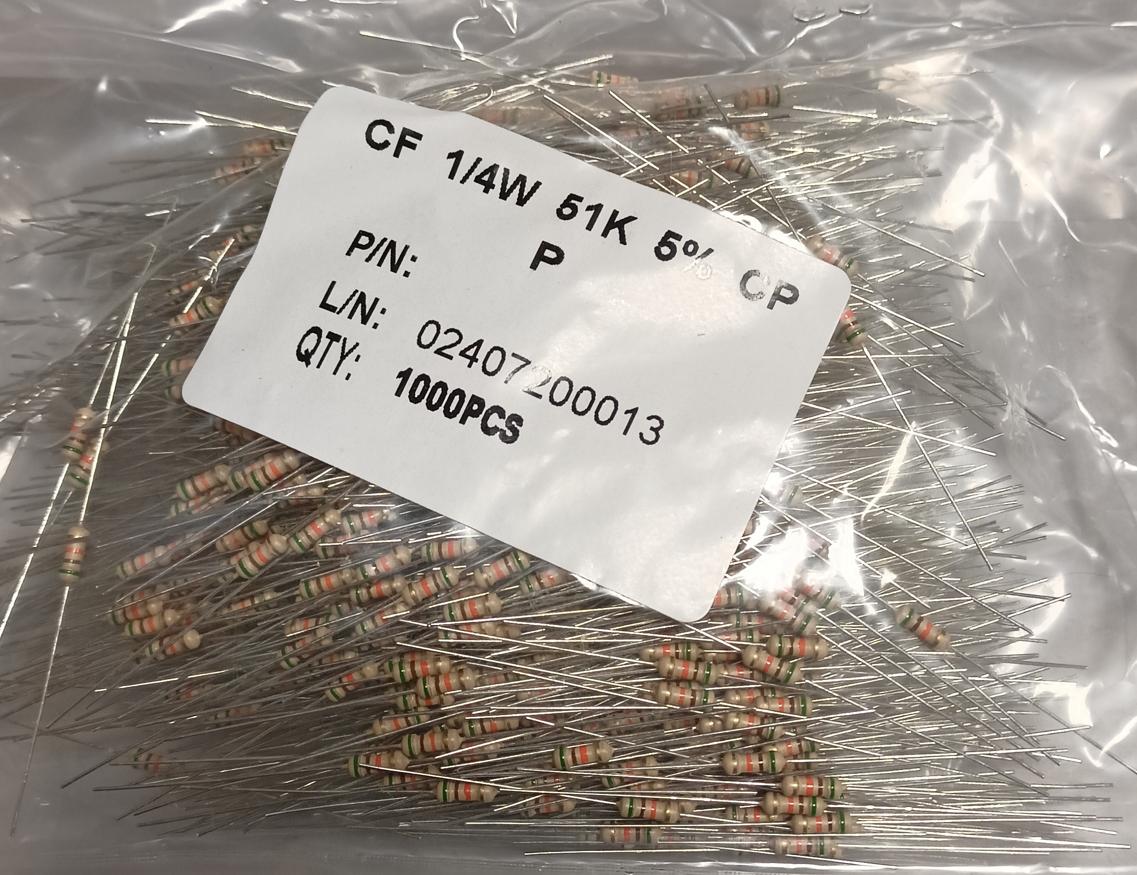 CF 1/4W 51K 5% CP
P/N: P
L/N: 02407200013
QTY: 1000PCS